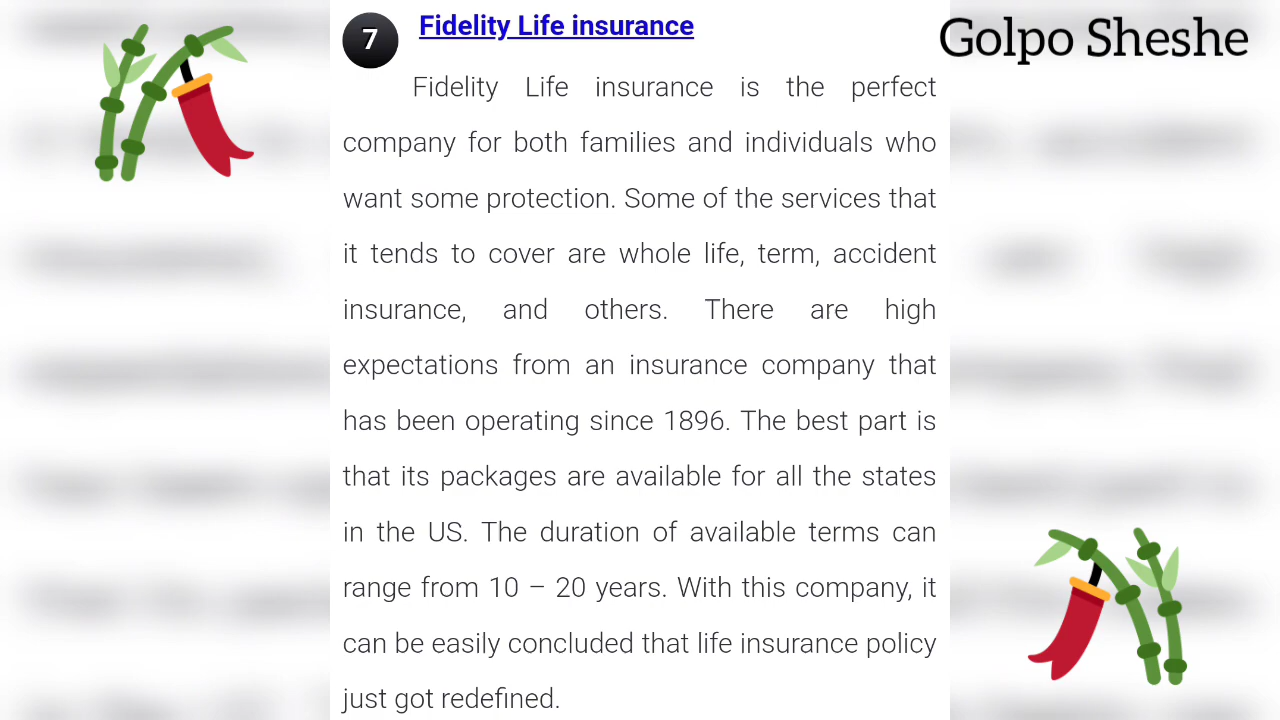 7
Fidelity Life insurance
Golpo Sheshe
Fidelity Life insurance is the perfect
company for both families and individuals who
want some protection. Some of the services that
it tends to cover are whole life, term, accident
insurance, and others. There are high
expectations from an insurance company that
has been operating since 1896. The best part is
that its packages are available for all the states
in the US. The duration of available terms can
range from 10 – 20 years. With this company, it
can be easily concluded that life insurance policy
just got redefined.